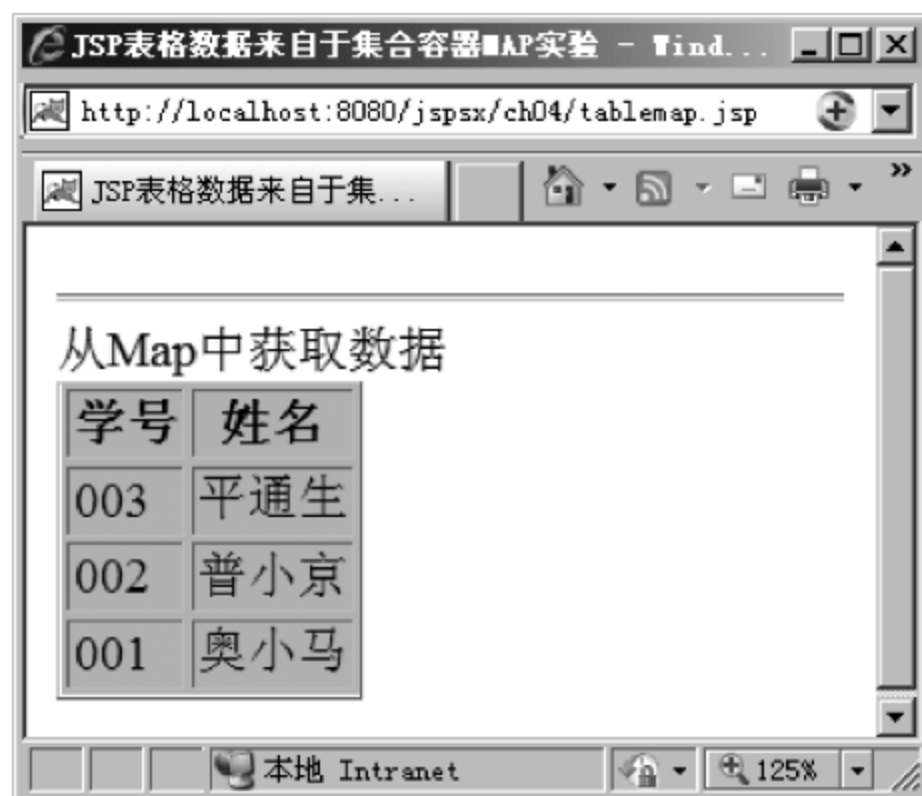 JSP表格数据来自于集合容器MAP实验 - Wind...
http://localhost:8080/jspsx/ch04/tablemap.jsp
JSP表格数据来自于集...
从Map中获取数据
学号 姓名
003 平通生
002 普小京
001 奥小马
本地 Intranet 125%